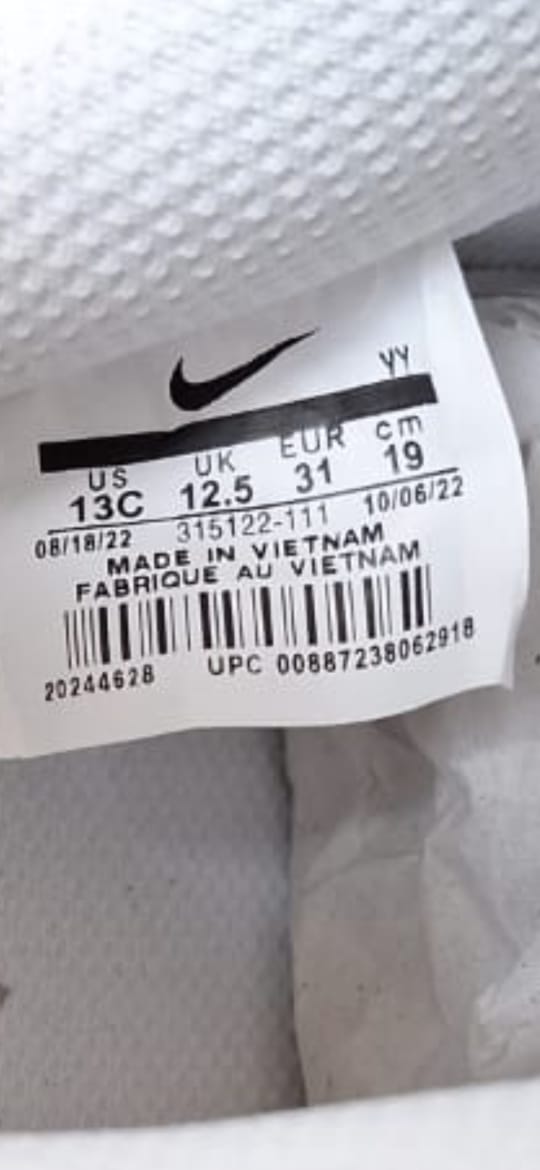 YY
US UK EUR cm
13C 12.5 31 19
08/18/22 315122-111 10/06/22
MADE IN VIETNAM
FABRIQUE AU VIETNAM
20244628 UPC 00887238062918